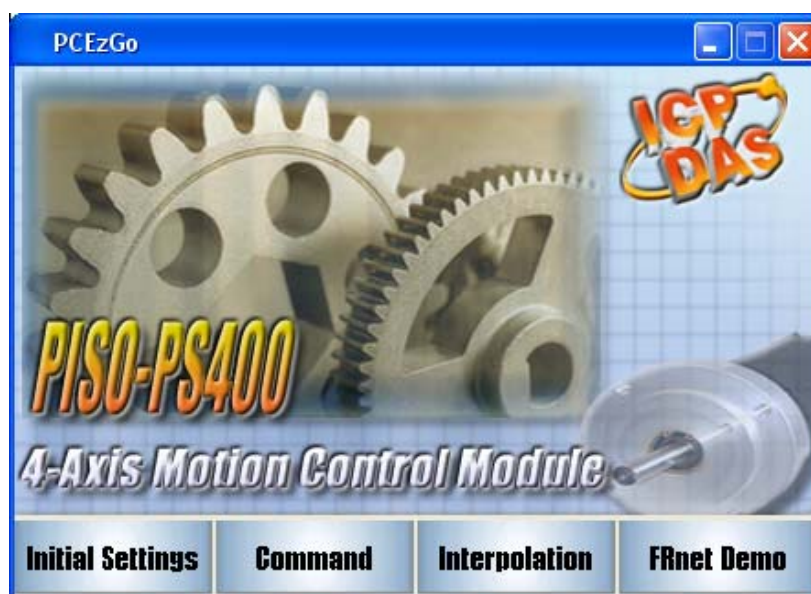 PCEzGo
ICP
DAS
PISO-PS400
4-Axis Motion Control Module
Initial Settings
Command
Interpolation
FRnet Demo